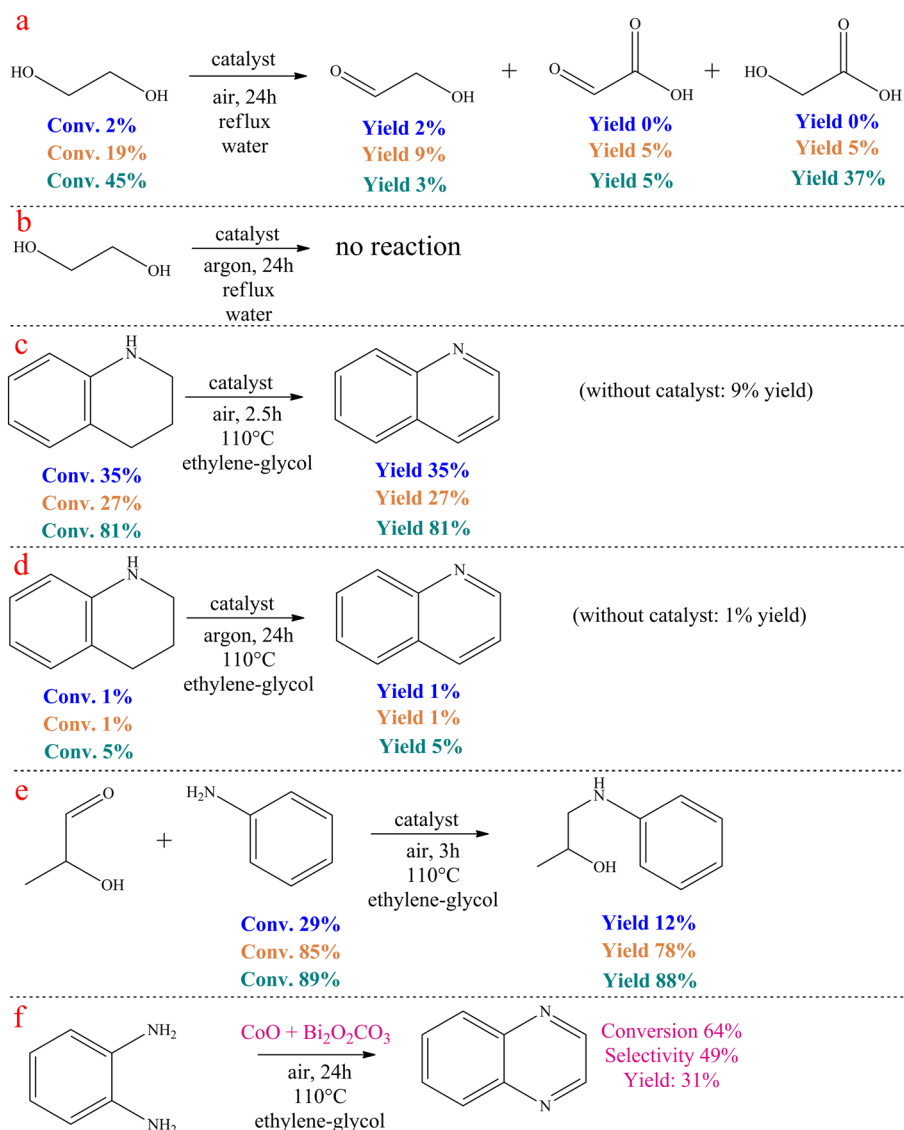 a
HO
OH
catalyst
air, 24h
reflux
water
O
OH
+
O
O
OH
+
HO
O
OH
Conv. 2%
Conv. 19%
Conv. 45%
Yield 2%
Yield 9%
Yield 3%
Yield 0%
Yield 5%
Yield 5%
Yield 0%
Yield 5%
Yield 37%
b
HO
OH
catalyst
argon, 24h
reflux
water
no reaction
c
H
N
catalyst
air, 2.5h
110°C
ethylene-glycol
N
(without catalyst: 9% yield)
Conv. 35%
Conv. 27%
Conv. 81%
Yield 35%
Yield 27%
Yield 81%
d
H
N
catalyst
argon, 24h
110°C
ethylene-glycol
N
(without catalyst: 1% yield)
Conv. 1%
Conv. 1%
Conv. 5%
Yield 1%
Yield 1%
Yield 5%
e
O
OH
+
H₂N
catalyst
air, 3h
110°C
ethylene-glycol
H
N
OH
Conv. 29%
Conv. 85%
Conv. 89%
Yield 12%
Yield 78%
Yield 88%
f
NH₂
NH₂
CoO + Bi₂O₂CO₃
air, 24h
110°C
ethylene-glycol
N
N
Conversion 64%
Selectivity 49%
Yield: 31%